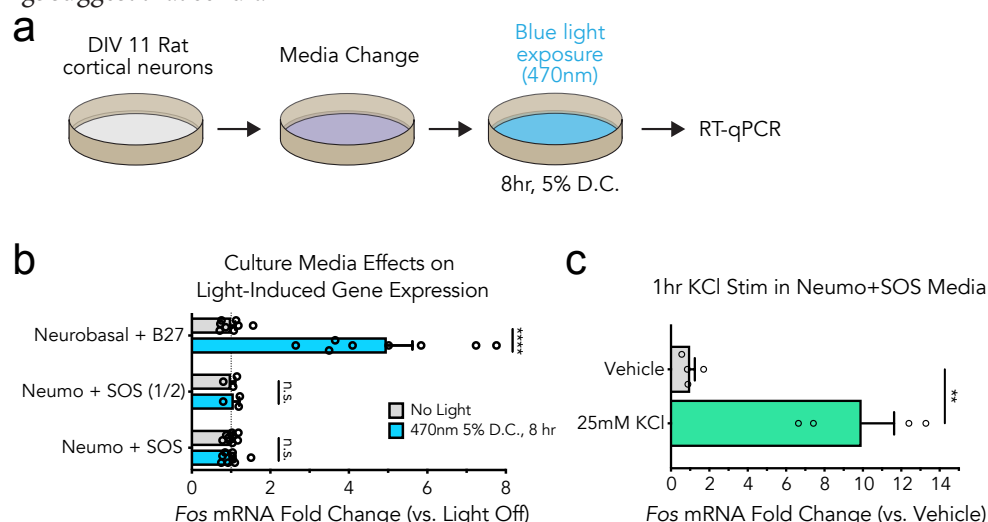 a
DIV 11 Rat
cortical neurons
Media Change
Blue light
exposure
(470nm)
RT-qPCR
8hr, 5% D.C.
b
Culture Media Effects on
Light-Induced Gene Expression
Neurobasal + B27
****
Neumo + SOS (1/2)
n.s.
No Light
470nm 5% D.C., 8 hr
Neumo + SOS
n.s.
0 2 4 6 8
Fos mRNA Fold Change (vs. Light Off)
c
1hr KCl Stim in Neumo+SOS Media
Vehicle
**
25mM KCl
0 2 4 6 8 10 12 14
Fos mRNA Fold Change (vs. Vehicle)